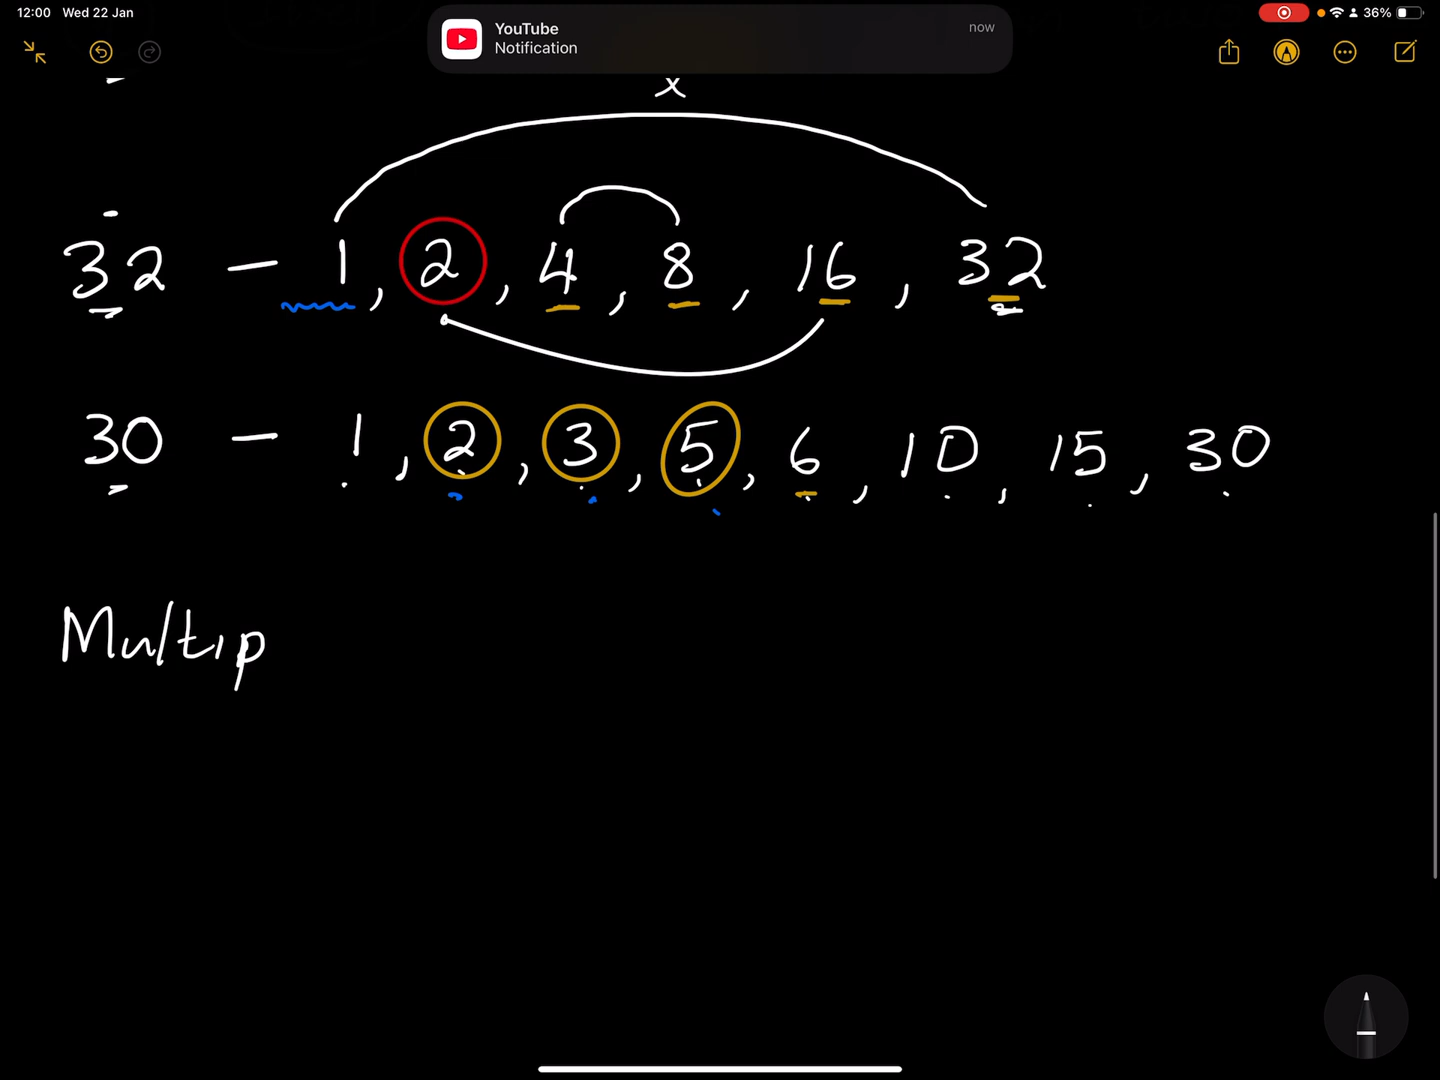 12:00 Wed 22 Jan
YouTube now
Notification
36%
x
32 - 1, 2, 4, 8, 16, 32
30 - 1, 2, 3, 5, 6, 10, 15, 30
Multip